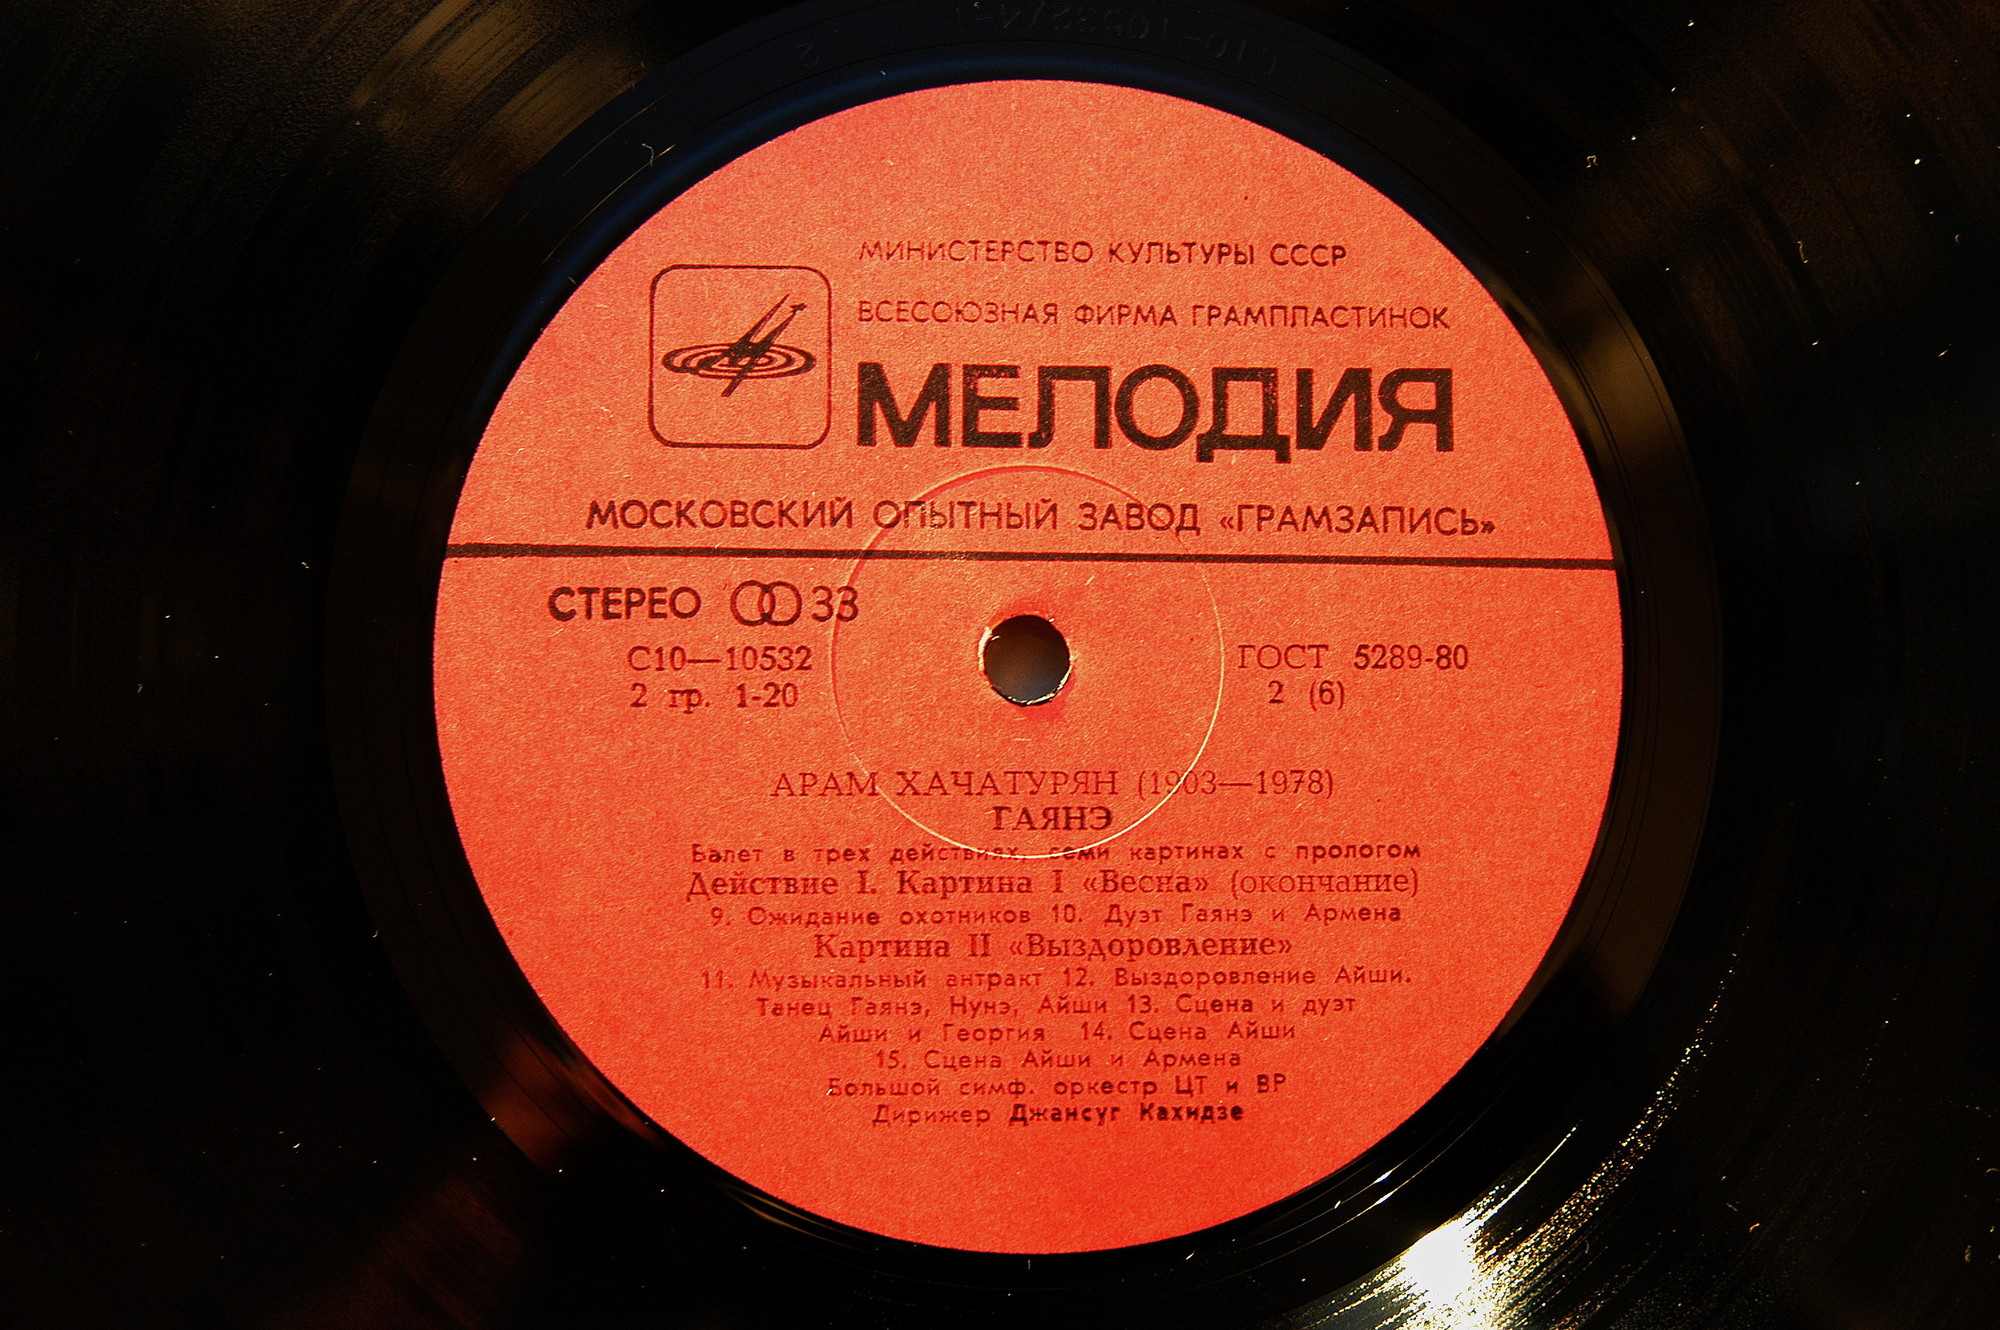 МИНИСТЕРСТВО КУЛЬТУРЫ СССР
ВСЕСОЮЗНАЯ ФИРМА ГРАМПЛАСТИНОК
МЕЛОДИЯ
МОСКОВСКИЙ ОПЫТНЫЙ ЗАВОД «ГРАМЗАПИСЬ»
СТЕРЕО 33
С10—10532
ГОСТ 5289-80
2 гр. 1-20
2 (6)
АРАМ ХАЧАТУРЯН (1903—1978)
ГАЯНЭ
Балет в трех действиях, семи картинах с прологом
Действие I. Картина I «Весна» (окончание)
9. Ожидание охотников 10. Дуэт Гаянэ и Армена
Картина II «Выздоровление»
11. Музыкальный антракт 12. Выздоровление Айши.
Танец Гаянэ, Нунэ, Айши 13. Сцена и дуэт
Айши и Георгия 14. Сцена Айши
15. Сцена Айши и Армена
Большой симф. оркестр ЦТ и ВР
Дирижер Джансуг Кахидзе